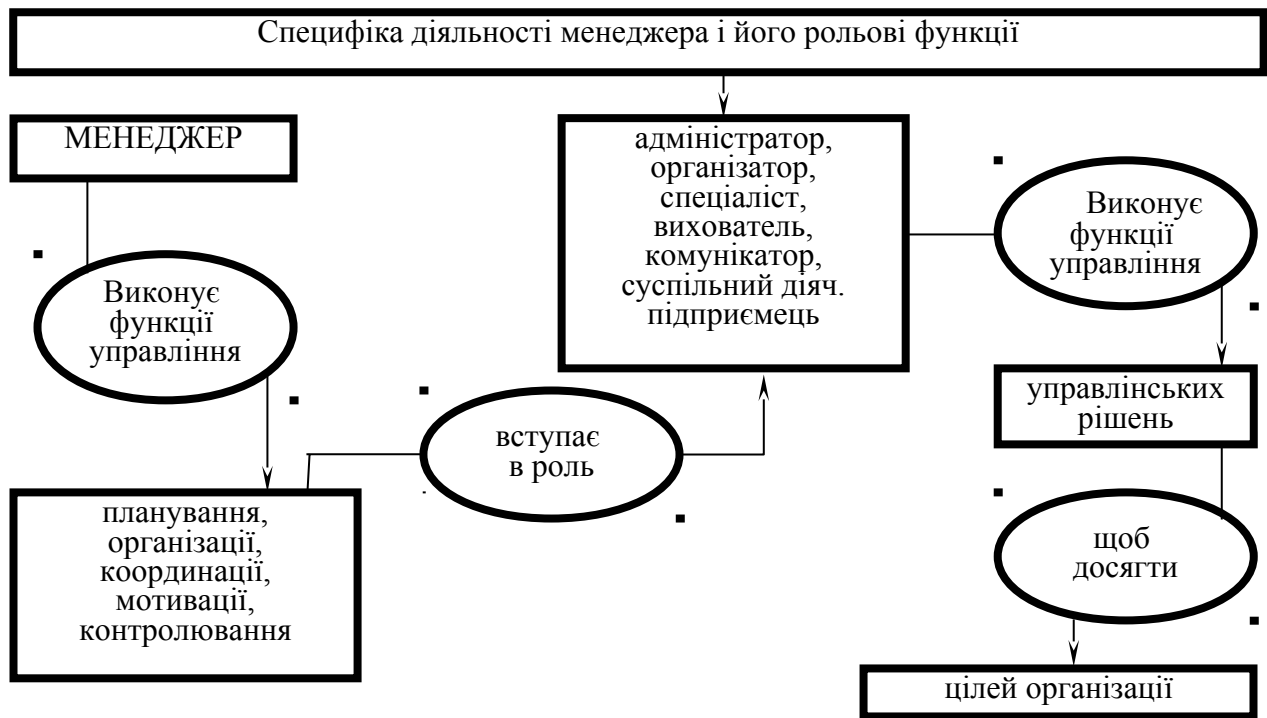 Специфіка діяльності менеджера і його рольові функції
МЕНЕДЖЕР
Виконує
функції
управління
планування,
організації,
координації,
мотивації,
контролювання
вступає
в роль
адміністратор,
організатор,
спеціаліст,
вихователь,
комунікатор,
суспільний діяч.
підприємець
Виконує
функції
управління
управлінських
рішень
щоб
досягти
цілей організації